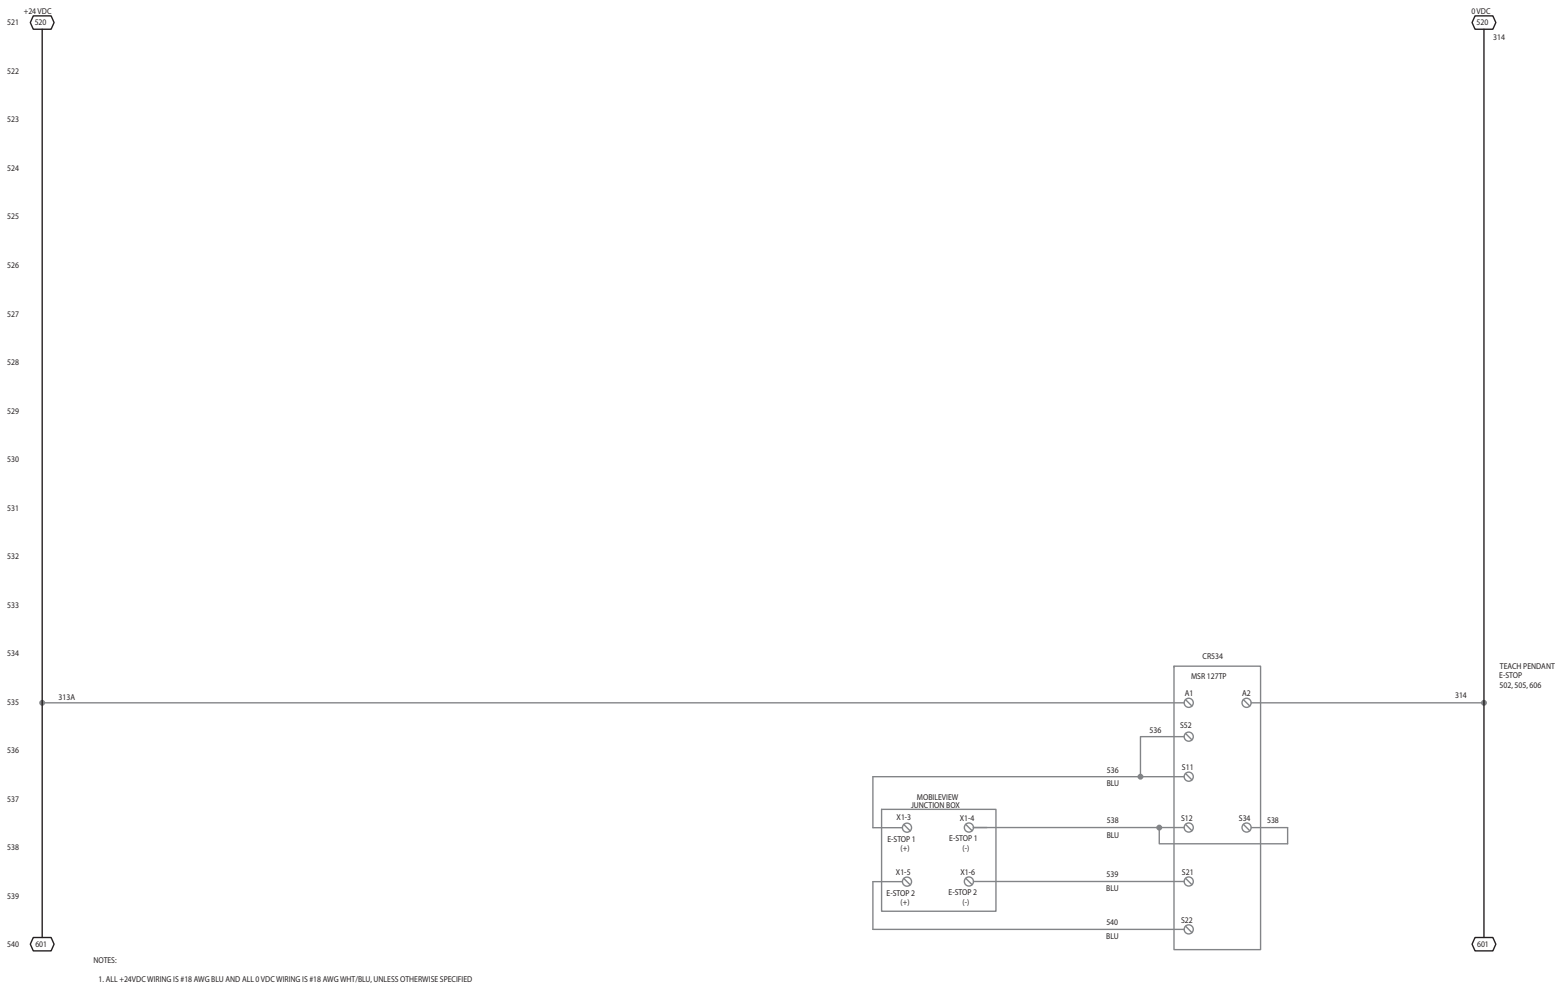 +24 VDC
0 VDC
521
520
520
314
522
523
524
525
526
527
528
529
530
531
532
533
534
CR534
TEACH PENDANT
E-STOP
502, 505, 606
MSR 127TP
535
313A
A1
A2
314
536
S52
536
536
S11
BLU
537
MOBILEVIEW
JUNCTION BOX
X1-3
X1-4
538
S12
S34
538
E-STOP 1
E-STOP 1
BLU
(+)
(-)
538
X1-5
X1-6
539
S21
E-STOP 2
E-STOP 2
BLU
(+)
(-)
539
540
S22
BLU
540
601
601
NOTES:
1. ALL +24VDC WIRING IS #18 AWG BLU AND ALL 0 VDC WIRING IS #18 AWG WHT/BLU, UNLESS OTHERWISE SPECIFIED